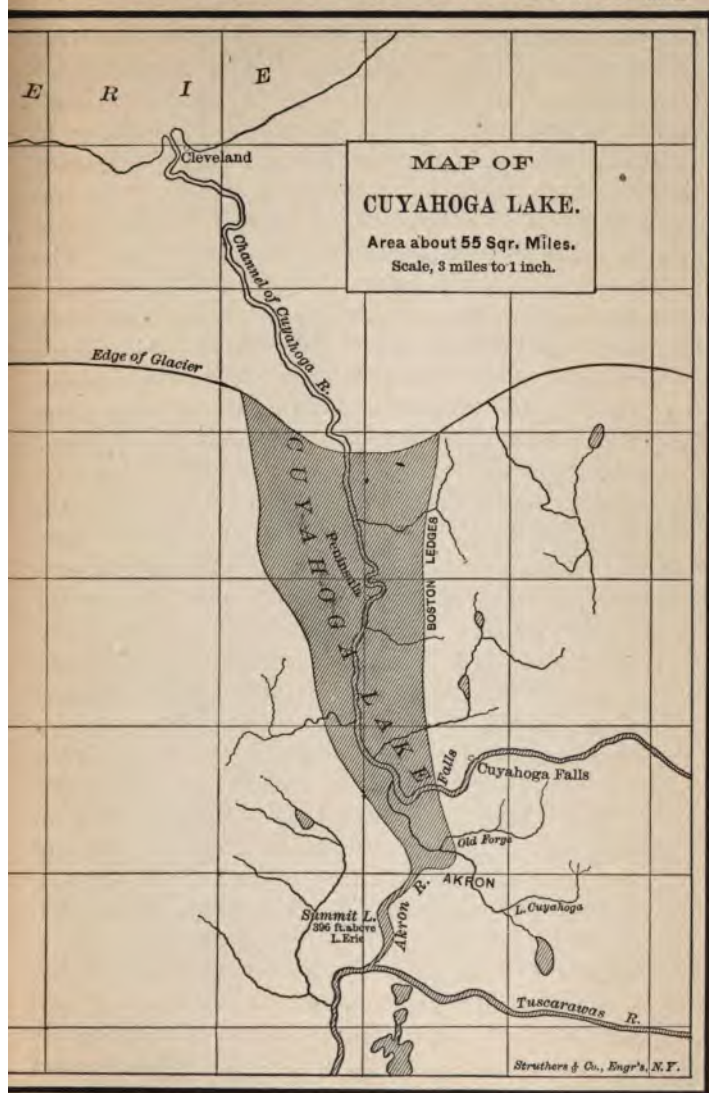 E R I E
Cleveland
MAP OF
CUYAHOGA LAKE.
Area about 55 Sqr. Miles.
Scale, 3 miles to 1 inch.
Channel of Cuyahoga R.
Edge of Glacier
CUYAHOGA LAKE
Peninsula
BOSTON LEDGES
Falls
Cuyahoga Falls
Old Forge
AKRON
L. Cuyahoga
Summit L.
396 ft. above
L. Erie
Akron R.
Tuscarawas R.
Struthers & Co., Engr's, N.Y.